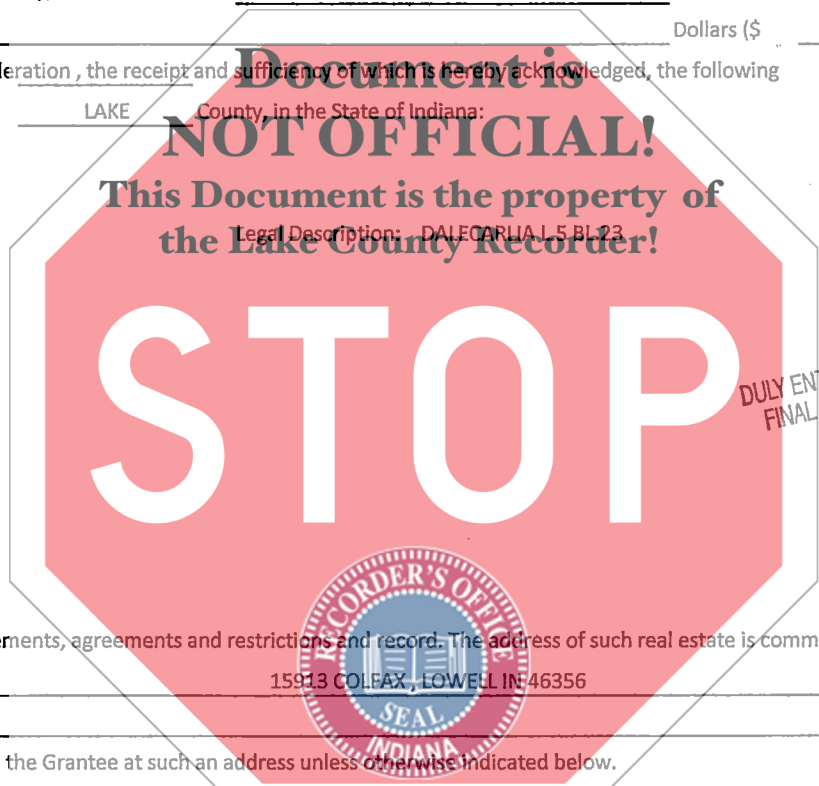 Dollars ($
Document is
eration , the receipt and sufficiency of which is hereby acknowledged, the following
LAKE County, in the State of Indiana:
NOT OFFICIAL!
This Document is the property of
the Lake County Recorder!
Legal Description: DALECARLIA L.5 BL.23
STOP
DULY ENT
FINAL
RECORDER'S OFFICE
ments, agreements and restrictions and record. The address of such real estate is comm
15913 COLFAX , LOWELL IN 46356
SEAL
INDIANA
the Grantee at such an address unless otherwise indicated below.